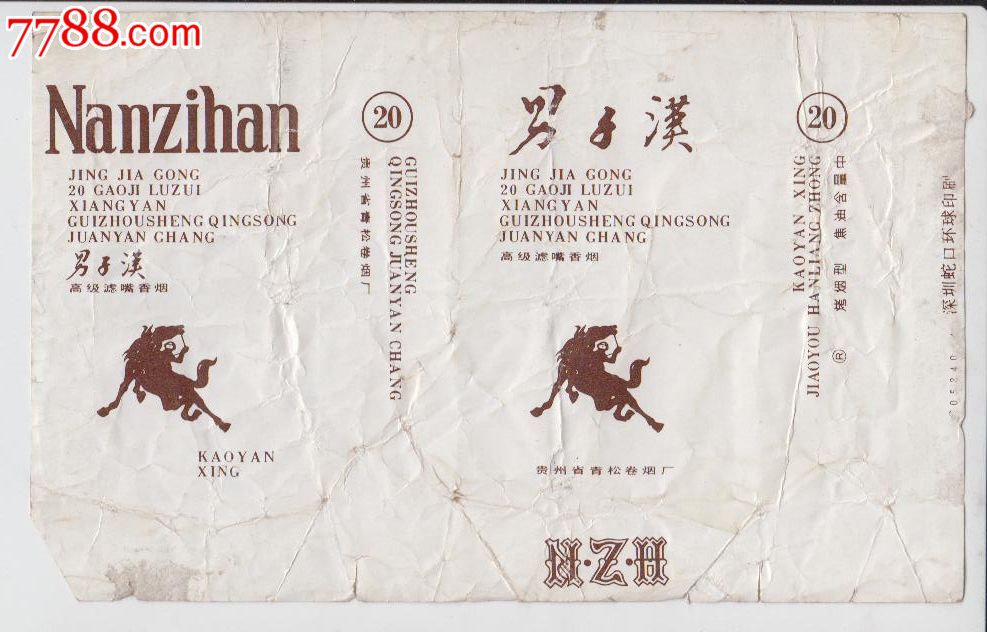 7788.com
Nanzihan
JING JIA GONG
20 GAOJI LUZUI
XIANGYAN
GUIZHOUSHENG QINGSONG
JUANYAN CHANG
男子漢
高级滤嘴香烟
KAOYAN
XING
20
贵州省青松卷烟厂
GUIZHOUSHENG
QINGSONG JUANYAN CHANG
男子漢
JING JIA GONG
20 GAOJI LUZUI
XIANGYAN
GUIZHOUSHENG QINGSONG
JUANYAN CHANG
高级滤嘴香烟
贵州省青松卷烟厂
N·Z·H
20
KAOYAN XING
JIAOYOU HANLIANG ZHONG
烤烟型 焦油含量中
®
深圳蛇口环球印刷